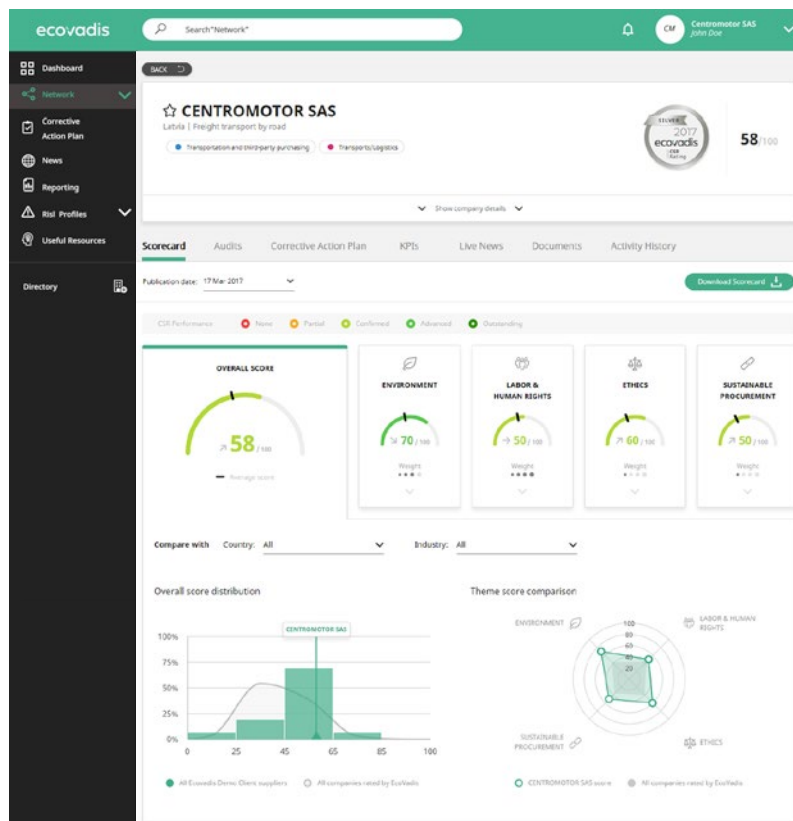 ecovadis
Search"Network"
CM
Centromotor SAS
John Doe
Dashboard
Network
Corrective
Action Plan
News
Reporting
Risl Profiles
Useful Resources
Directory
BACK
CENTROMOTOR SAS
Latvia | Freight transport by road
Transportation and third-party purchasing
Transports/Logistics
SILVER
2017
ecovadis
CSR
Rating
58/100
Show company details
Scorecard
Audits
Corrective Action Plan
KPIs
Live News
Documents
Activity History
Publication date: 17 Mar 2017
Download Scorecard
CSR Performance
None
Partial
Confirmed
Advanced
Outstanding
OVERALL SCORE
58 / 100
Average score
ENVIRONMENT
70 / 100
Weight
LABOR &
HUMAN RIGHTS
50 / 100
Weight
ETHICS
60 / 100
Weight
SUSTAINABLE
PROCUREMENT
50 / 100
Weight
Compare with Country: All
Industry: All
Overall score distribution
CENTROMOTOR SAS
100%
75%
50%
25%
0%
0 25 45 65 85 100
All Ecovadis Demo Client suppliers
All companies rated by EcoVadis
Theme score comparison
ENVIRONMENT
LABOR & HUMAN
RIGHTS
100
80
60
40
20
SUSTAINABLE
PROCUREMENT
ETHICS
CENTROMOTOR SAS score
All companies rated by EcoVadis